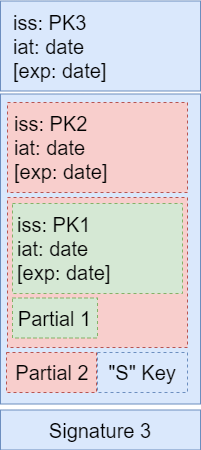 iss: PK3
iat: date
[exp: date]
iss: PK2
iat: date
[exp: date]
iss: PK1
iat: date
[exp: date]
Partial 1
Partial 2
"S" Key
Signature 3